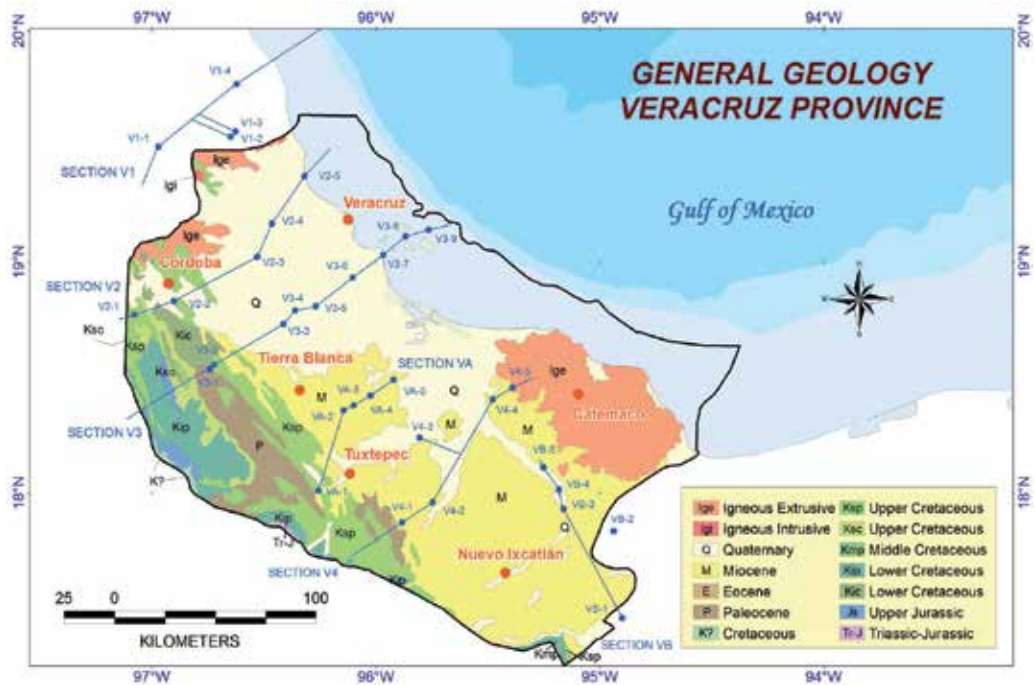 97°W 96°W 95°W 94°W
20°N 20°N
GENERAL GEOLOGY
VERACRUZ PROVINCE
V1-4
V1-3
V1-2
V1-1
SECTION V1
Ige
Igi
V2-5
Veracruz
Gulf of Mexico
V2-4
V3-8
V3-9
Ige
19°N 19°N
Córdoba
V2-3
V3-7
V3-6
SECTION V2
V2-1
V2-2
Q
V3-4
V3-5
V3-3
Ksc
Kic
Tierra Blanca
SECTION VA
Ige
V3-1
M
VA-3
VA-5
VA-4
VA-2
Q
V4-5
V4-4
Catemaco
SECTION V3
Kip
Ksp
P
V4-3
M
M
Tuxtepec
VB-5
K?
VB-4
18°N 18°N
VA-1
V4-2
M
Q
VB-2
V4-1
Kip
Ksp
Tr-J
Nuevo Ixcatlán
SECTION V4
SECTION VB
Kmp
Ksp
25 0 100
KILOMETERS
Ige Igneous Extrusive
Igi Igneous Intrusive
Q Quaternary
M Miocene
E Eocene
P Paleocene
K? Cretaceous
Ksp Upper Cretaceous
Ksc Upper Cretaceous
Kmp Middle Cretaceous
Kip Lower Cretaceous
Kic Lower Cretaceous
Js Upper Jurassic
Tr-J Triassic-Jurassic
97°W 96°W 95°W 94°W